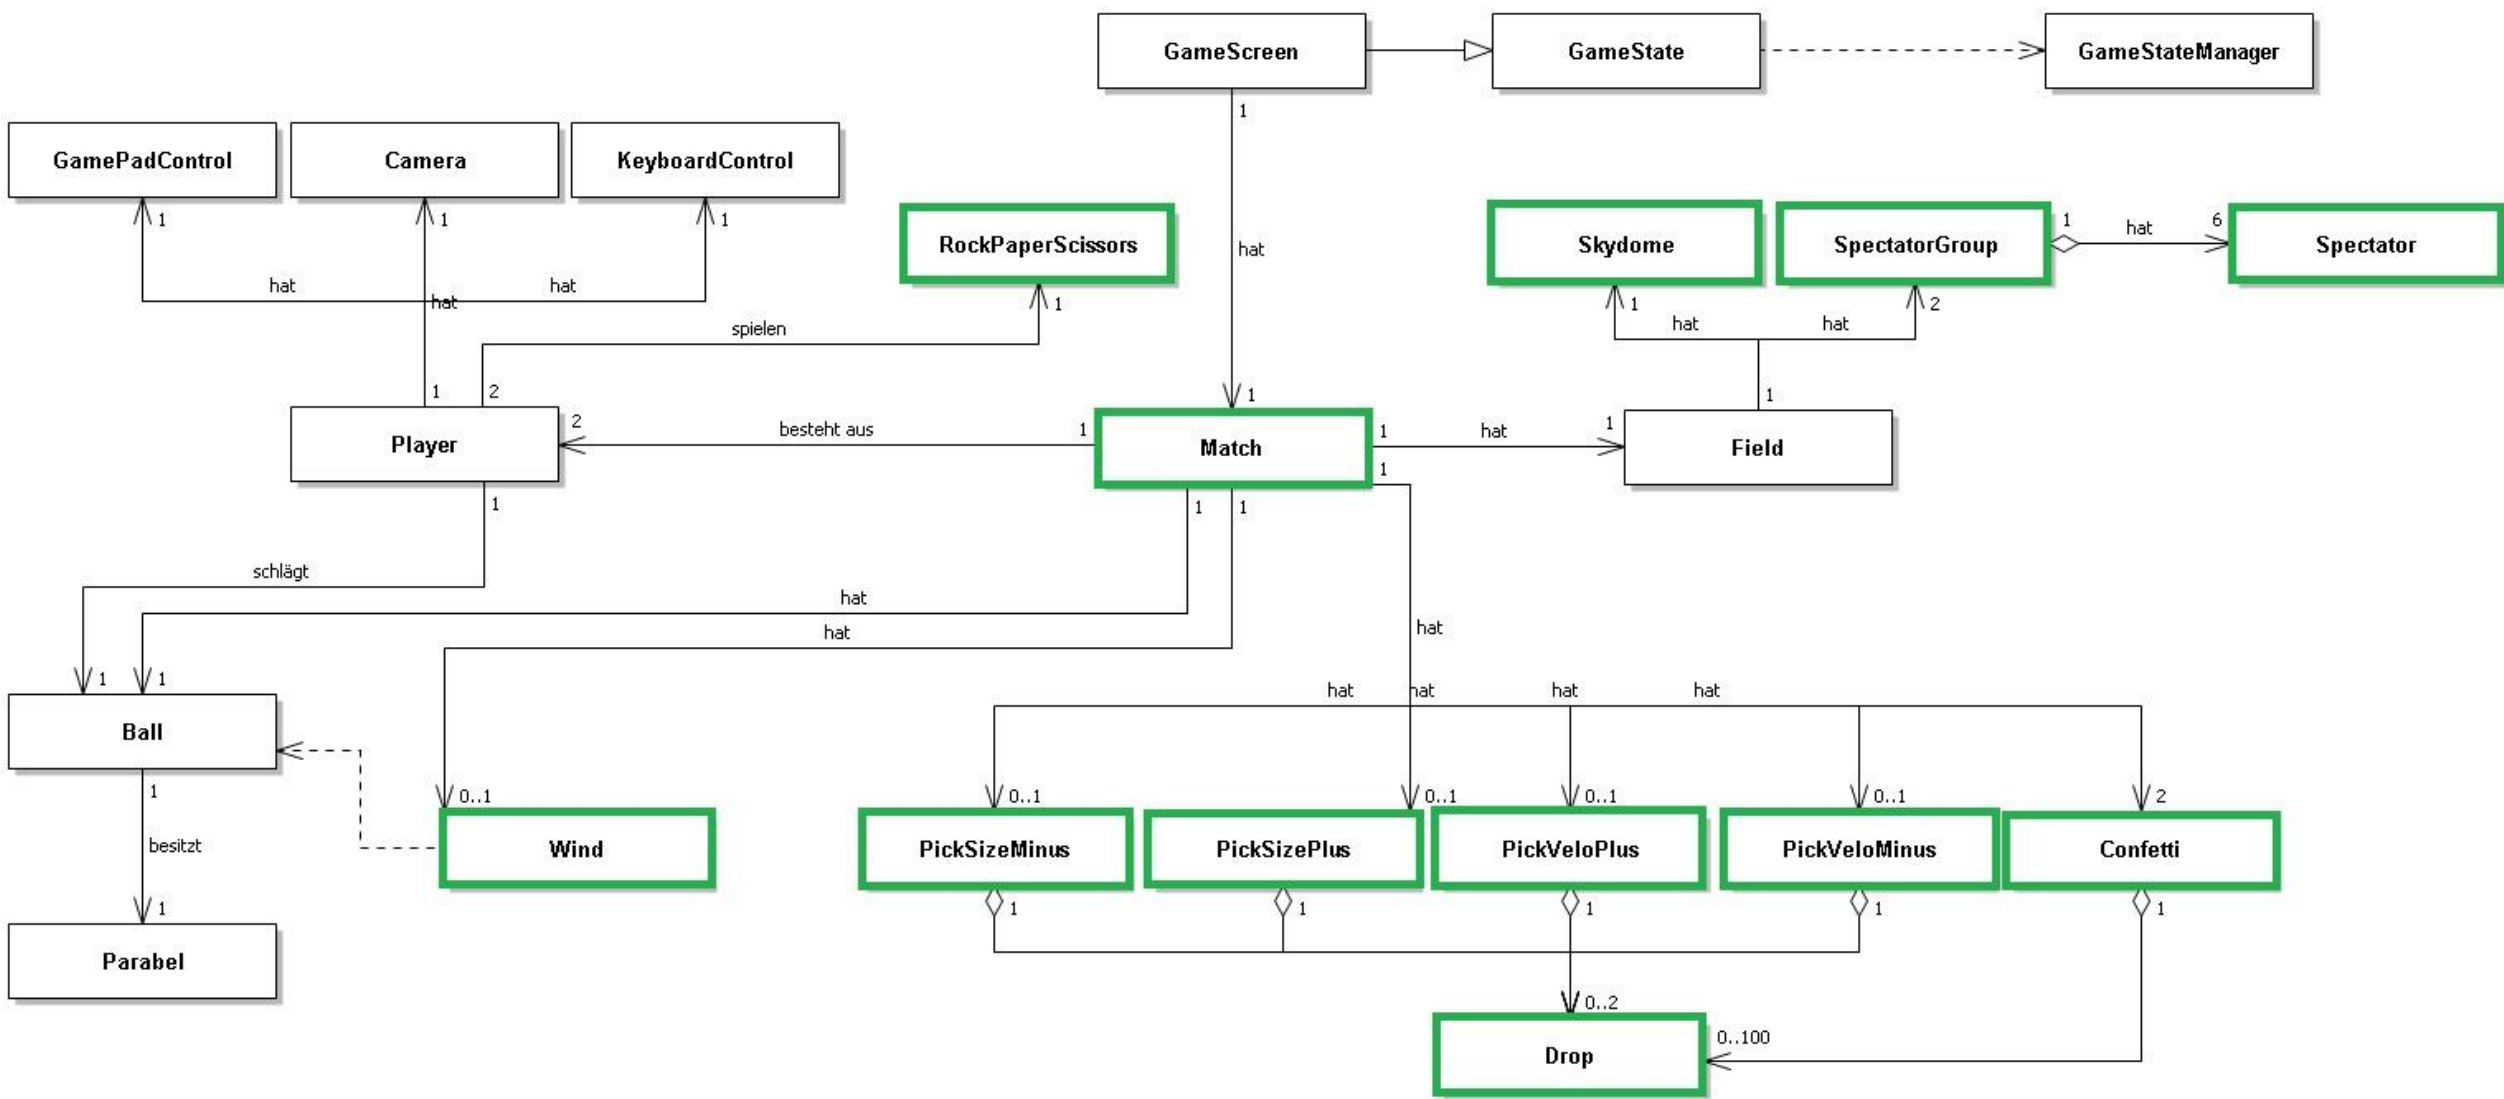 GameScreen
GameState
GameStateManager
1
GamePadControl
Camera
KeyboardControl
1
1
1
RockPaperScissors
hat
Skydome
SpectatorGroup
1
hat
6
Spectator
hat
hat
hat
1
1
2
spielen
hat
hat
1
2
1
1
Player
2
besteht aus
1
Match
1
hat
1
Field
1
1
1
1
schlägt
hat
hat
hat
1
1
hat
hat
hat
hat
Ball
1
0..1
0..1
0..1
0..1
0..1
2
besitzt
Wind
PickSizeMinus
PickSizePlus
PickVeloPlus
PickVeloMinus
Confetti
1
1
1
1
1
1
Parabel
0..2
0..100
Drop